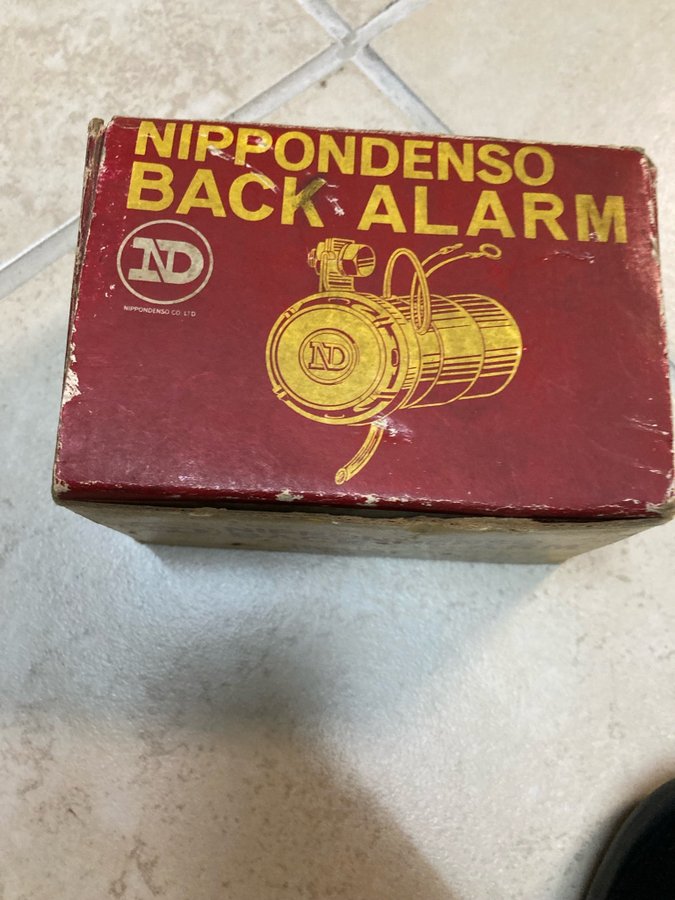 NIPPONDENSO
BACK ALARM
ND
NIPPONDENSO CO. LTD
ND